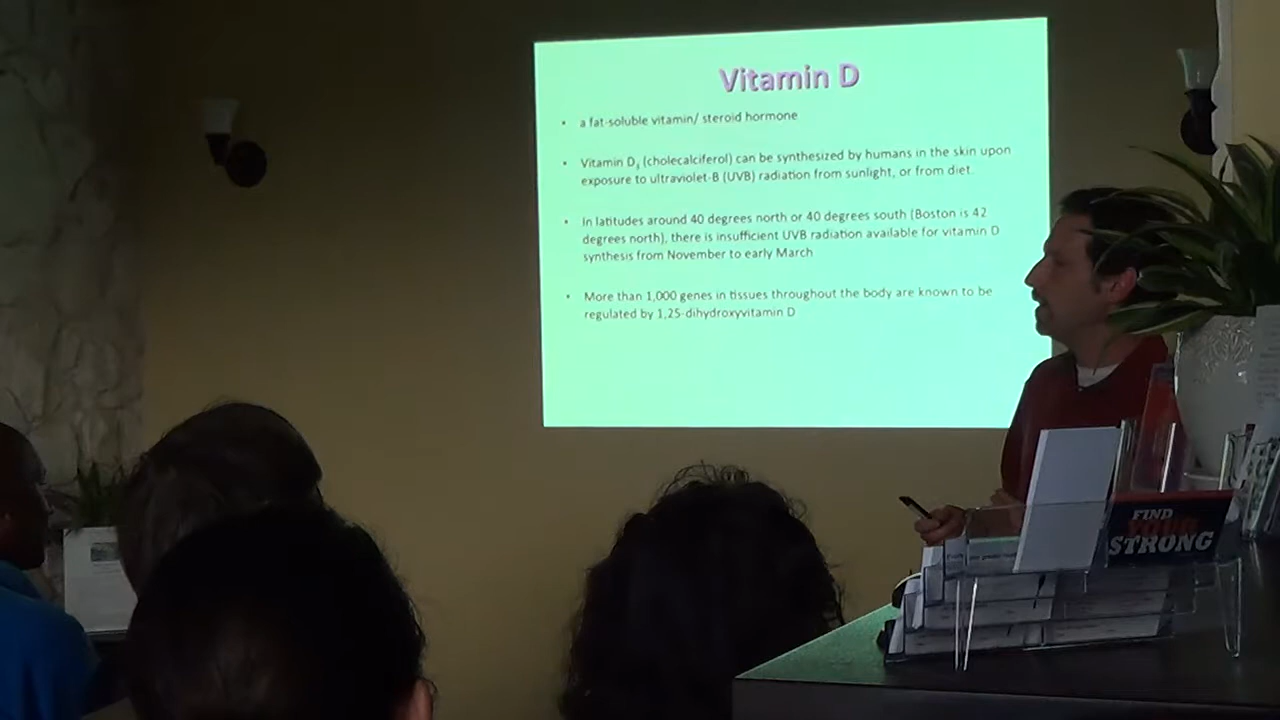 Vitamin D
• a fat-soluble vitamin/ steroid hormone
• Vitamin D3 (cholecalciferol) can be synthesized by humans in the skin upon
exposure to ultraviolet-B (UVB) radiation from sunlight, or from diet.
• In latitudes around 40 degrees north or 40 degrees south (Boston is 42
degrees north), there is insufficient UVB radiation available for vitamin D
synthesis from November to early March
• More than 1,000 genes in tissues throughout the body are known to be
regulated by 1,25-dihydroxyvitamin D
FIND
YOUR
STRONG